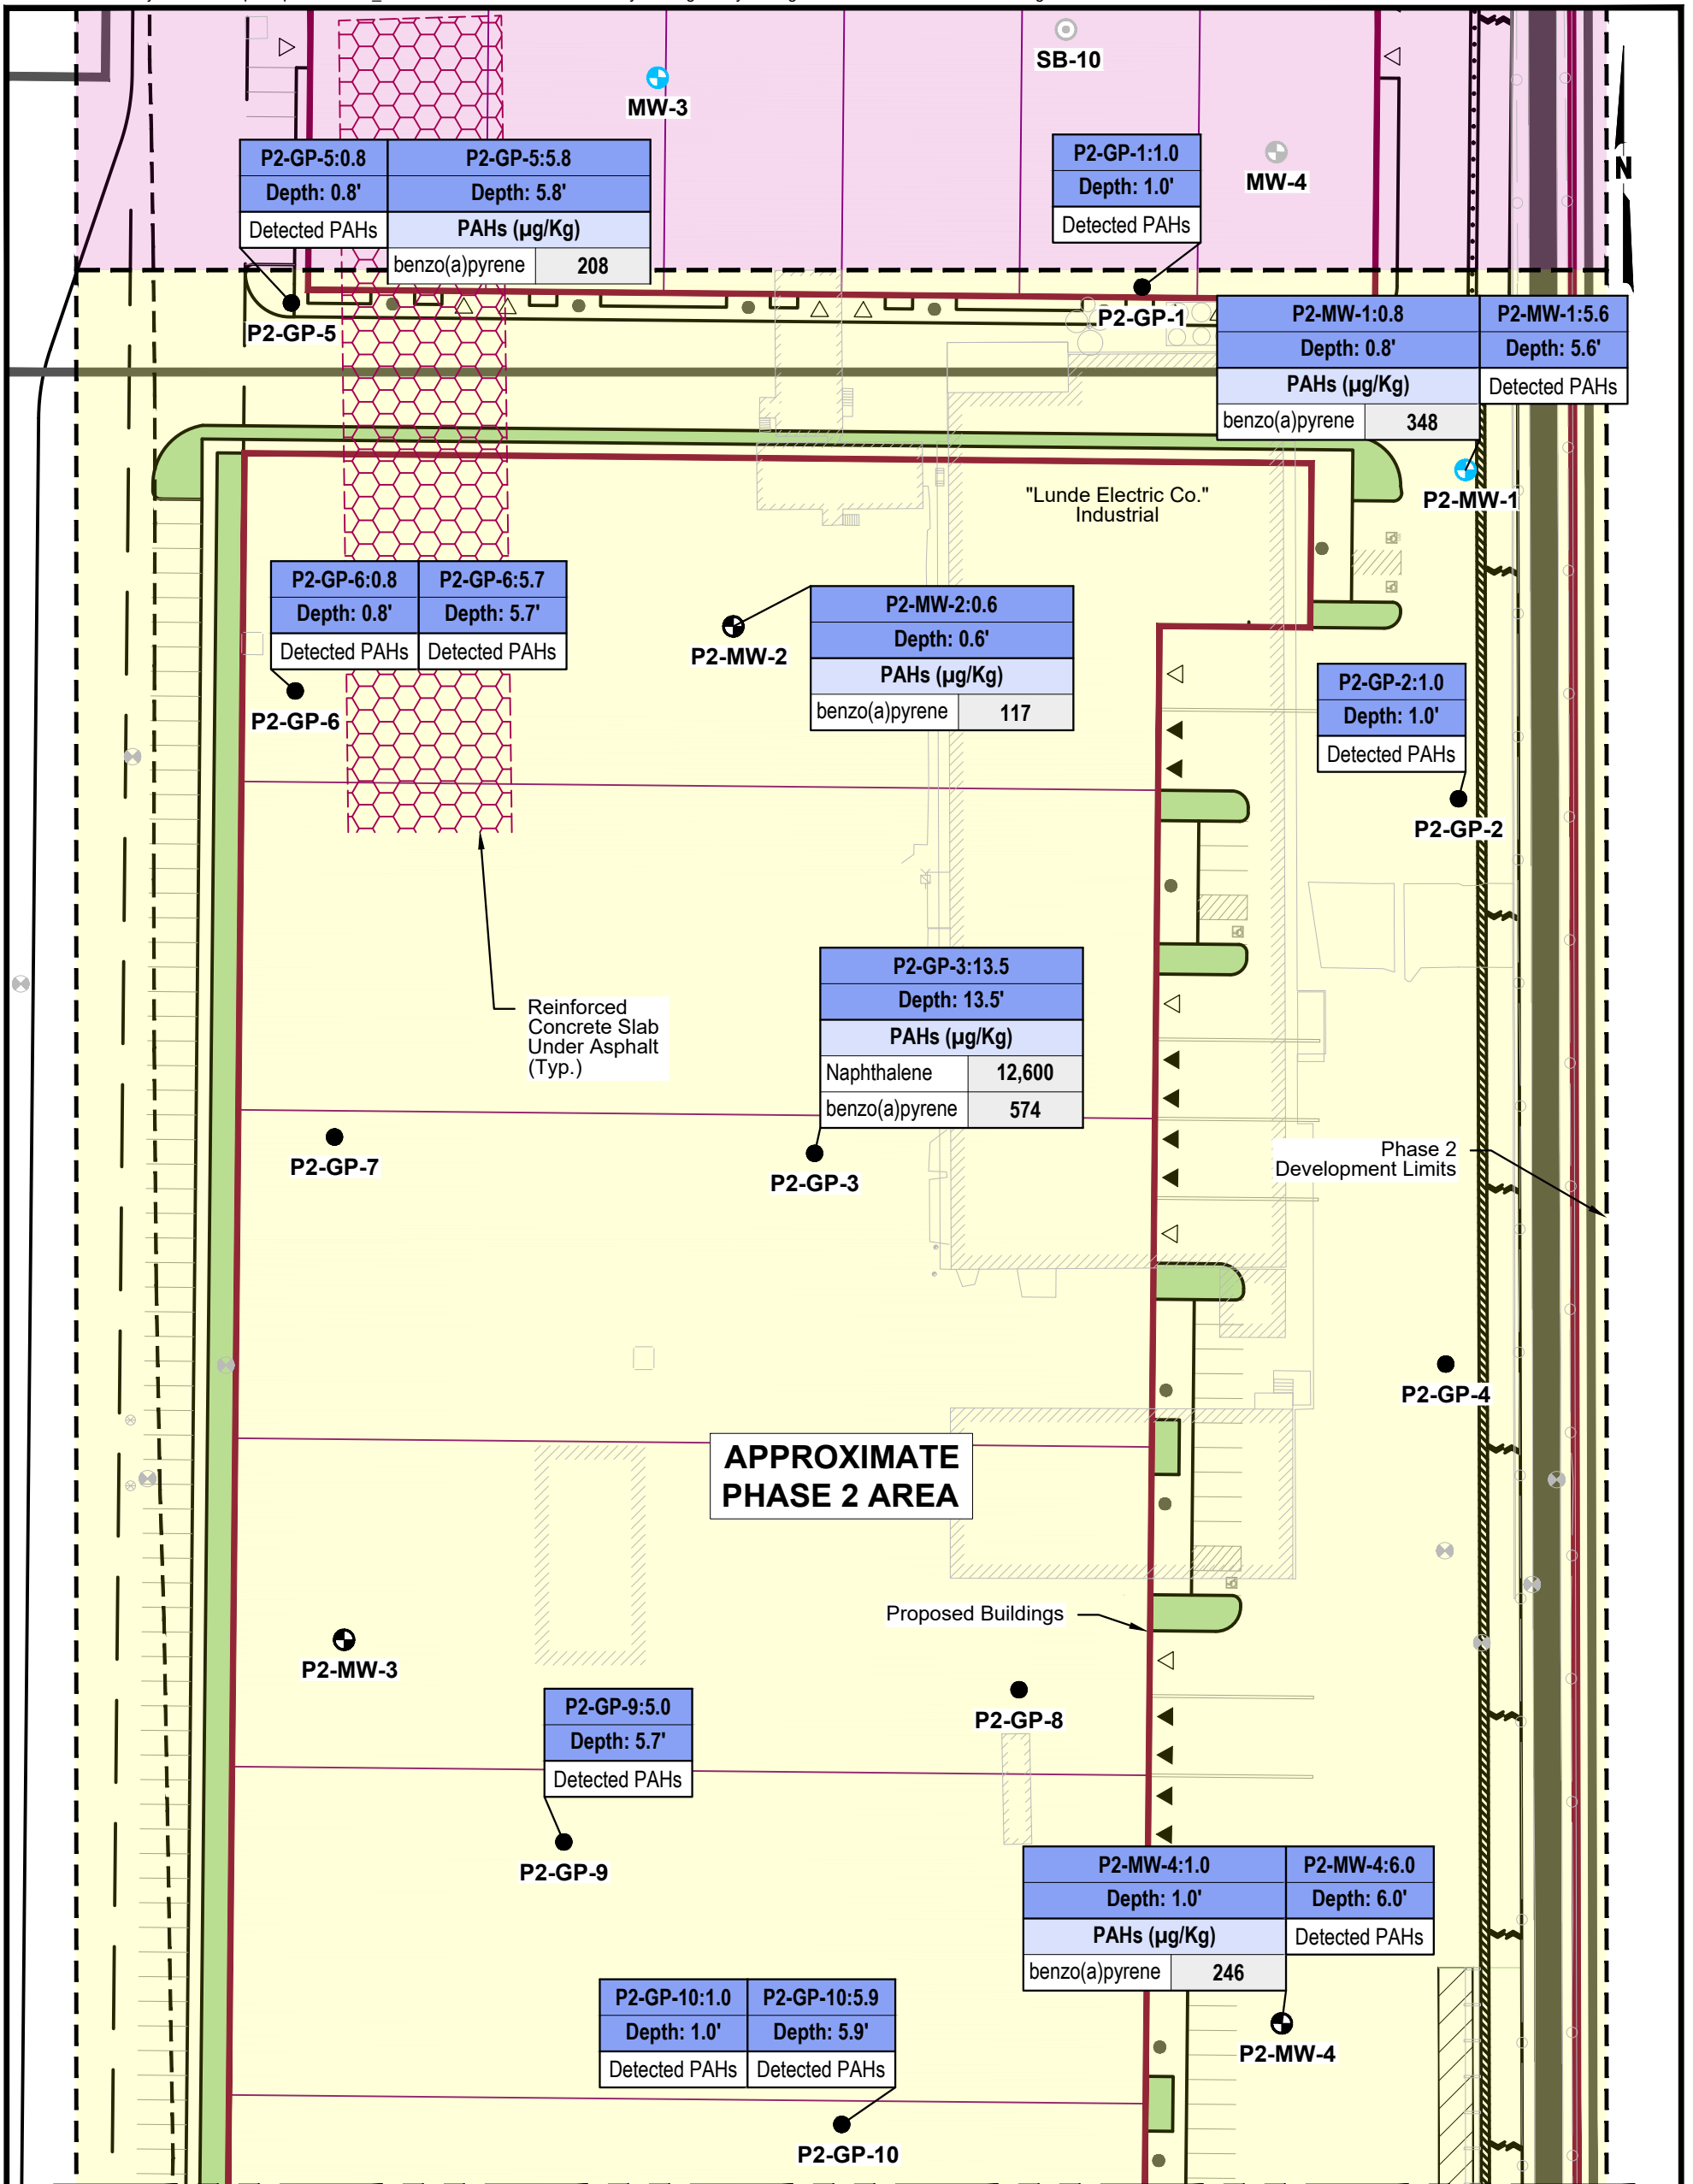 SB-10
MW-3
MW-4
N
P2-GP-5:0.8 P2-GP-5:5.8
Depth: 0.8' Depth: 5.8'
Detected PAHs PAHs (µg/Kg)
benzo(a)pyrene 208
P2-GP-5
P2-GP-1:1.0
Depth: 1.0'
Detected PAHs
P2-GP-1
P2-MW-1:0.8 P2-MW-1:5.6
Depth: 0.8' Depth: 5.6'
PAHs (µg/Kg) Detected PAHs
benzo(a)pyrene 348
P2-MW-1
"Lunde Electric Co."
Industrial
P2-GP-6:0.8 P2-GP-6:5.7
Depth: 0.8' Depth: 5.7'
Detected PAHs Detected PAHs
P2-GP-6
P2-MW-2
P2-MW-2:0.6
Depth: 0.6'
PAHs (µg/Kg)
benzo(a)pyrene 117
P2-GP-2:1.0
Depth: 1.0'
Detected PAHs
P2-GP-2
Reinforced
Concrete Slab
Under Asphalt
(Typ.)
P2-GP-3:13.5
Depth: 13.5'
PAHs (µg/Kg)
Naphthalene 12,600
benzo(a)pyrene 574
P2-GP-7
P2-GP-3
Phase 2
Development Limits
P2-GP-4
APPROXIMATE
PHASE 2 AREA
Proposed Buildings
P2-MW-3
P2-GP-8
P2-GP-9:5.0
Depth: 5.7'
Detected PAHs
P2-GP-9
P2-MW-4:1.0 P2-MW-4:6.0
Depth: 1.0' Depth: 6.0'
PAHs (µg/Kg) Detected PAHs
benzo(a)pyrene 246
P2-MW-4
P2-GP-10:1.0 P2-GP-10:5.9
Depth: 1.0' Depth: 5.9'
Detected PAHs Detected PAHs
P2-GP-10